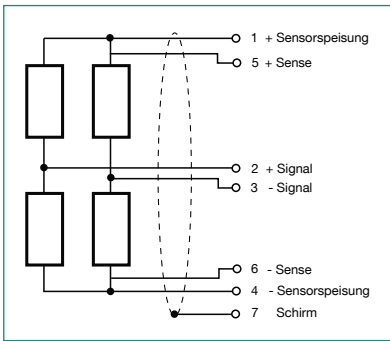 1 + Sensorspeisung
5 + Sense
2 + Signal
3 - Signal
6 - Sense
4 - Sensorspeisung
7 Schirm